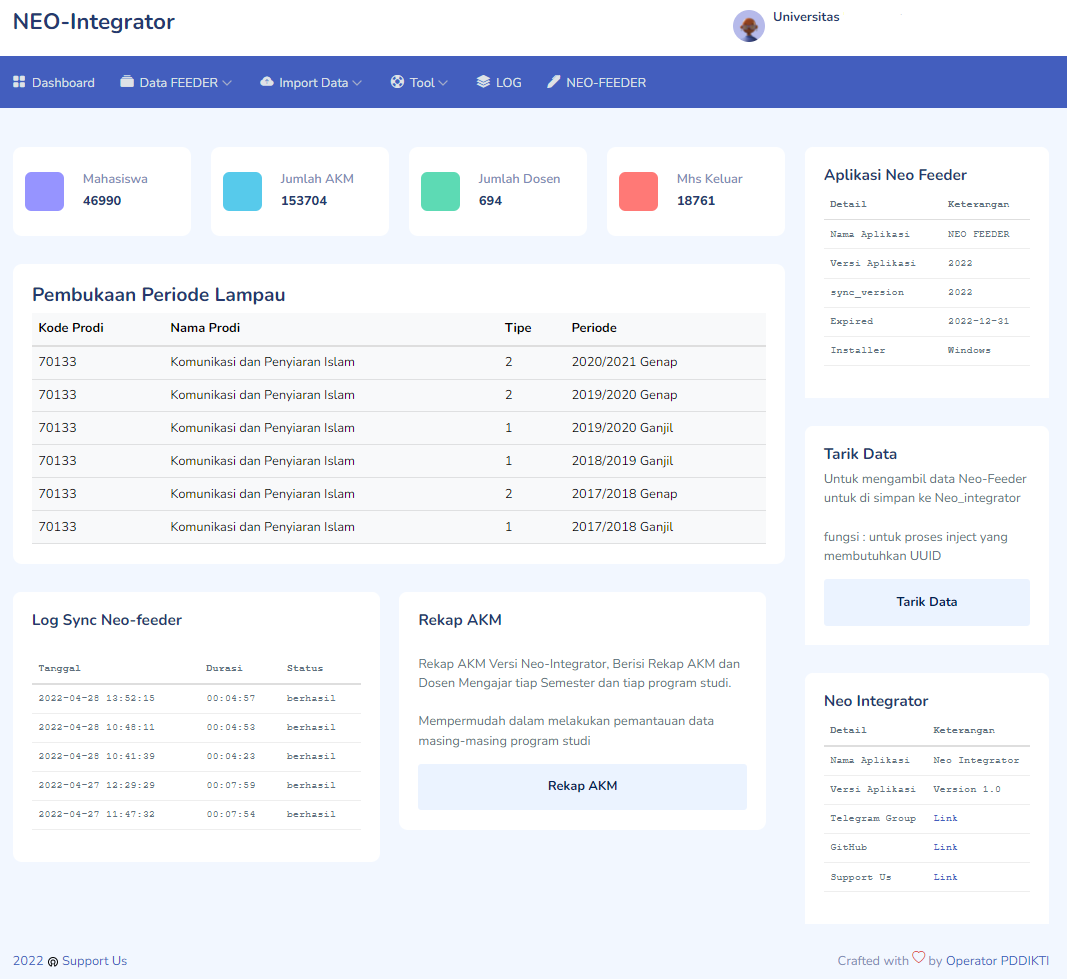 NEO-Integrator
Universitas
Dashboard Data FEEDER Import Data Tool LOG NEO-FEEDER
Mahasiswa
46990
Jumlah AKM
153704
Jumlah Dosen
694
Mhs Keluar
18761
Pembukaan Periode Lampau
Kode Prodi Nama Prodi Tipe Periode
70133 Komunikasi dan Penyiaran Islam 2 2020/2021 Genap
70133 Komunikasi dan Penyiaran Islam 2 2019/2020 Genap
70133 Komunikasi dan Penyiaran Islam 1 2019/2020 Ganjil
70133 Komunikasi dan Penyiaran Islam 1 2018/2019 Ganjil
70133 Komunikasi dan Penyiaran Islam 2 2017/2018 Genap
70133 Komunikasi dan Penyiaran Islam 1 2017/2018 Ganjil
Log Sync Neo-feeder
Tanggal Durasi Status
2022-04-28 13:52:15 00:04:57 berhasil
2022-04-28 10:48:11 00:04:53 berhasil
2022-04-28 10:41:39 00:04:23 berhasil
2022-04-27 12:29:29 00:07:59 berhasil
2022-04-27 11:47:32 00:07:54 berhasil
Rekap AKM
Rekap AKM Versi Neo-Integrator, Berisi Rekap AKM dan
Dosen Mengajar tiap Semester dan tiap program studi.
Mempermudah dalam melakukan pemantauan data
masing-masing program studi
Rekap AKM
Aplikasi Neo Feeder
Detail Keterangan
Nama Aplikasi NEO FEEDER
Versi Aplikasi 2022
sync_version 2022
Expired 2022-12-31
Installer Windows
Tarik Data
Untuk mengambil data Neo-Feeder
untuk di simpan ke Neo_integrator
fungsi : untuk proses inject yang
membutuhkan UUID
Tarik Data
Neo Integrator
Detail Keterangan
Nama Aplikasi Neo Integrator
Versi Aplikasi Version 1.0
Telegram Group Link
GitHub Link
Support Us Link
2022 Support Us
Crafted with by Operator PDDIKTI